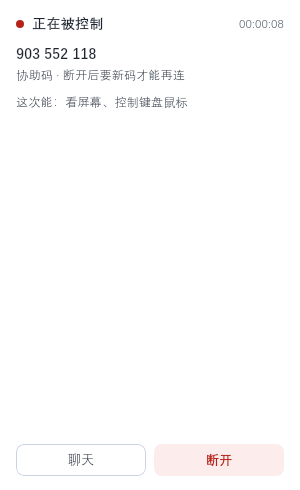 正在被控制 00:00:08
903 552 118
协助码 · 断开后要新码才能再连
这次能：看屏幕、控制键盘鼠标
聊天 断开